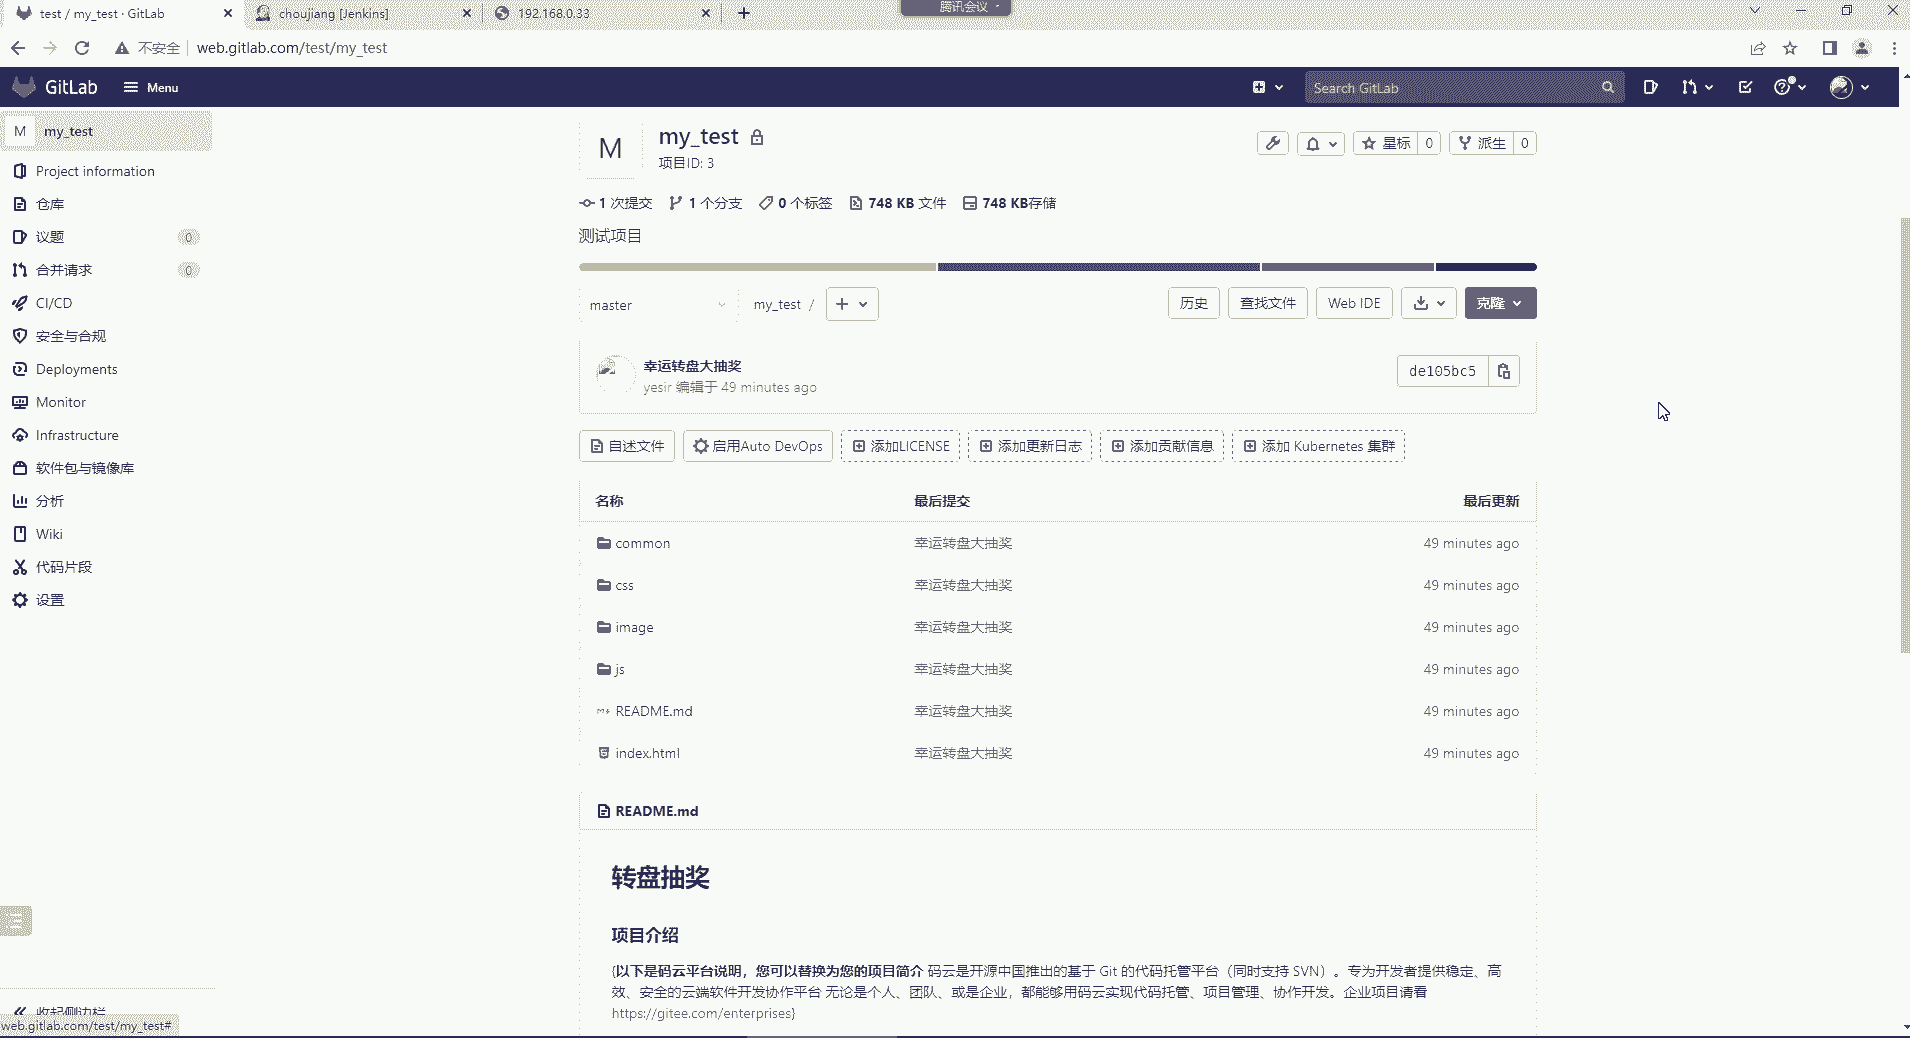 test / my_test · GitLab
choujiang [Jenkins]
192.168.0.33
腾讯会议
不安全
web.gitlab.com/test/my_test
GitLab
Menu
Search GitLab
M
my_test
Project information
仓库
议题
0
合并请求
0
CI/CD
安全与合规
Deployments
Monitor
Infrastructure
软件包与镜像库
分析
Wiki
代码片段
设置
收起侧边栏
web.gitlab.com/test/my_test#
M
my_test
项目ID: 3
星标
0
派生
0
1 次提交
1 个分支
0 个标签
748 KB 文件
748 KB存储
测试项目
master
my_test /
历史
查找文件
Web IDE
克隆
幸运转盘大抽奖
yesir 编辑于 49 minutes ago
de105bc5
自述文件
启用Auto DevOps
添加LICENSE
添加更新日志
添加贡献信息
添加 Kubernetes 集群
名称 最后提交 最后更新
common 幸运转盘大抽奖 49 minutes ago
css 幸运转盘大抽奖 49 minutes ago
image 幸运转盘大抽奖 49 minutes ago
js 幸运转盘大抽奖 49 minutes ago
README.md 幸运转盘大抽奖 49 minutes ago
index.html 幸运转盘大抽奖 49 minutes ago
README.md
转盘抽奖
项目介绍
{以下是码云平台说明，您可以替换为您的项目简介 码云是开源中国推出的基于 Git 的代码托管平台（同时支持 SVN）。专为开发者提供稳定、高
效、安全的云端软件开发协作平台 无论是个人、团队、或是企业，都能够用码云实现代码托管、项目管理、协作开发。企业项目请看
https://gitee.com/enterprises}